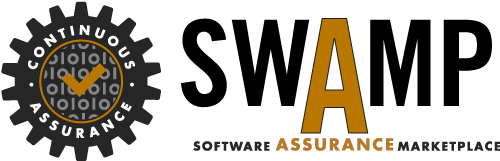 CONTINUOUS
ASSURANCE
SWAMP
SOFTWARE ASSURANCE MARKETPLACE